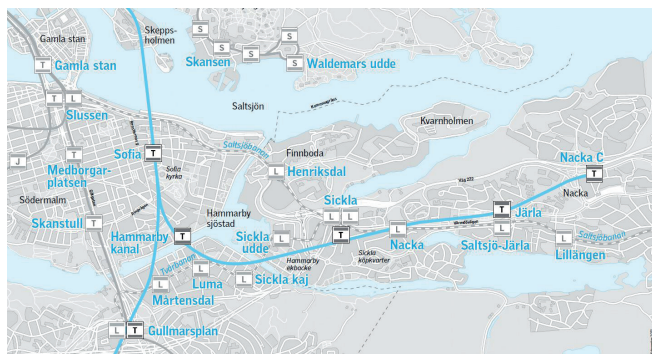 Skepps-
holmen
Gamla stan
S
S
S
S
S
Skansen
Waldemars udde
T
Gamla stan
T
L
Slussen
Saltsjön
Kvarnholmen
Saltsjöbanan
Finnboda
Sofia
T
Sofia
kyrka
J
T
Medborgar-
platsen
L
Henriksdal
Nacka C
T
Nacka
Södermalm
Skanstull
T
Hammarby
sjöstad
Sickla
L
L
T
Järla
Hammarby
kanal
T
Sickla
udde
L
T
L
Nacka
L
Saltsjö-Järla
L
Saltsjöbanan
Lillängen
Hammarby
ekbacke
Sickla
köpkvarter
Tvärbanan
L
Luma
L
Sickla kaj
L
Mårtensdal
L
T
Gullmarsplan